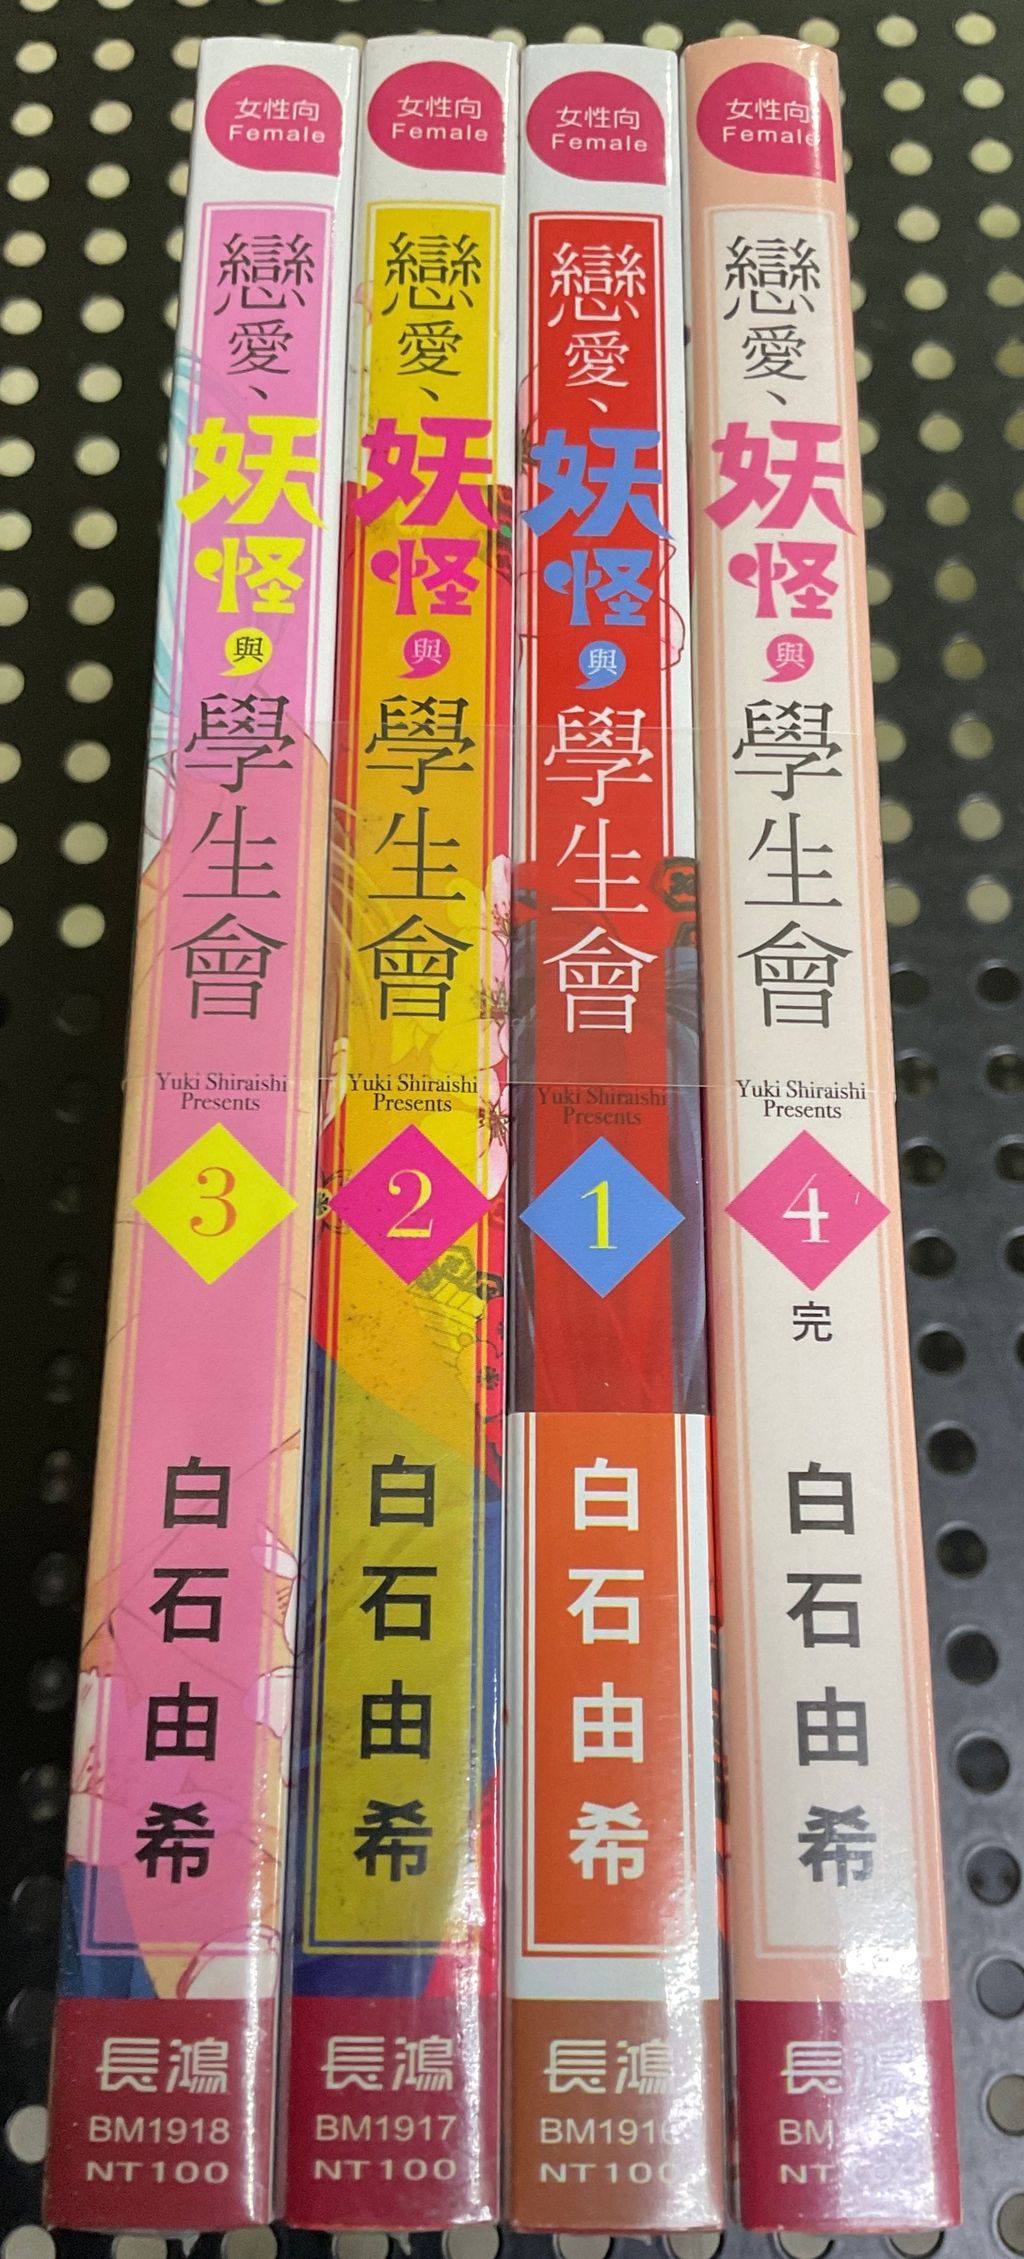 女性向
Female
戀愛、妖怪與學生會
Yuki Shiraishi
Presents
3
白石由希
長鴻
BM1918
NT100
女性向
Female
戀愛、妖怪與學生會
Yuki Shiraishi
Presents
2
白石由希
長鴻
BM1917
NT100
女性向
Female
戀愛、妖怪與學生會
Yuki Shiraishi
Presents
1
白石由希
長鴻
BM1916
NT100
女性向
Female
戀愛、妖怪與學生會
Yuki Shiraishi
Presents
4
完
白石由希
長鴻